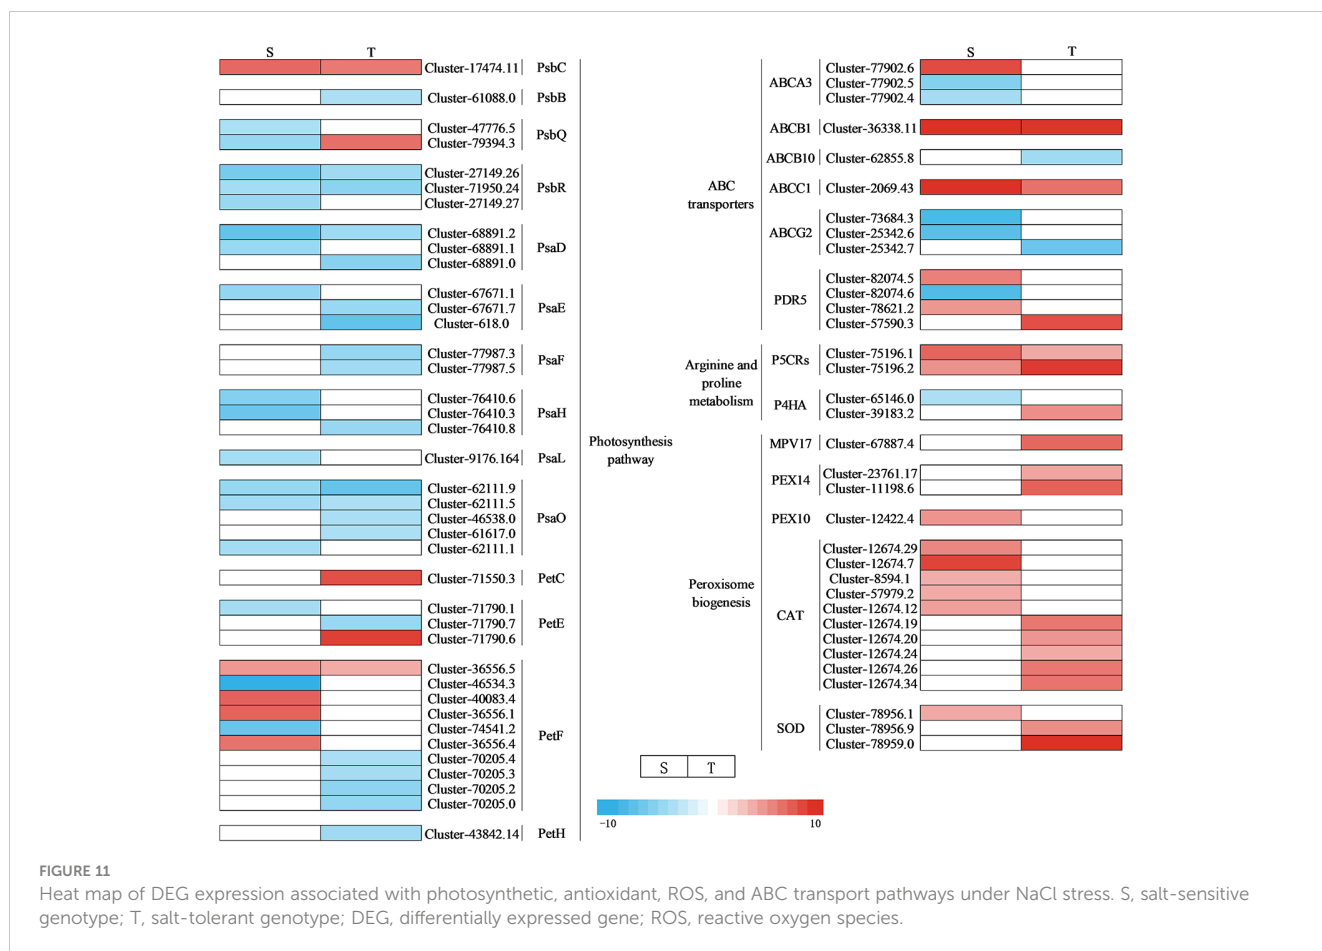 S T
Cluster-17474.11 PsbC
Cluster-61088.0 PsbB
Cluster-47776.5
Cluster-79394.3
PsbQ
Cluster-27149.26
Cluster-71950.24
Cluster-27149.27
PsbR
Cluster-68891.2
Cluster-68891.1
Cluster-68891.0
PsaD
Cluster-67671.1
Cluster-67671.7
Cluster-618.0
PsaE
Cluster-77987.3
Cluster-77987.5
PsaF
Cluster-76410.6
Cluster-76410.3
Cluster-76410.8
PsaH
Cluster-9176.164 PsaL
Cluster-62111.9
Cluster-62111.5
Cluster-46538.0
Cluster-61617.0
Cluster-62111.1
PsaO
Cluster-71550.3 PetC
Cluster-71790.1
Cluster-71790.7
Cluster-71790.6
PetE
Cluster-36556.5
Cluster-46534.3
Cluster-40083.4
Cluster-36556.1
Cluster-74541.2
Cluster-36556.4
Cluster-70205.4
Cluster-70205.3
Cluster-70205.2
Cluster-70205.0
PetF
Cluster-43842.14 PetH
Photosynthesis
pathway
S T
ABC
transporters
ABCA3
Cluster-77902.6
Cluster-77902.5
Cluster-77902.4
ABCB1 Cluster-36338.11
ABCB10 Cluster-62855.8
ABCC1 Cluster-2069.43
ABCG2
Cluster-73684.3
Cluster-25342.6
Cluster-25342.7
PDR5
Cluster-82074.5
Cluster-82074.6
Cluster-78621.2
Cluster-57590.3
Arginine and
proline
metabolism
P5CRs
Cluster-75196.1
Cluster-75196.2
P4HA
Cluster-65146.0
Cluster-39183.2
Peroxisome
biogenesis
MPV17 Cluster-67887.4
PEX14
Cluster-23761.17
Cluster-11198.6
PEX10 Cluster-12422.4
CAT
Cluster-12674.29
Cluster-12674.7
Cluster-8594.1
Cluster-57979.2
Cluster-12674.12
Cluster-12674.19
Cluster-12674.20
Cluster-12674.24
Cluster-12674.26
Cluster-12674.34
SOD
Cluster-78956.1
Cluster-78956.9
Cluster-78959.0
S T
−10 10
FIGURE 11
Heat map of DEG expression associated with photosynthetic, antioxidant, ROS, and ABC transport pathways under NaCl stress. S, salt-sensitive
genotype; T, salt-tolerant genotype; DEG, differentially expressed gene; ROS, reactive oxygen species.